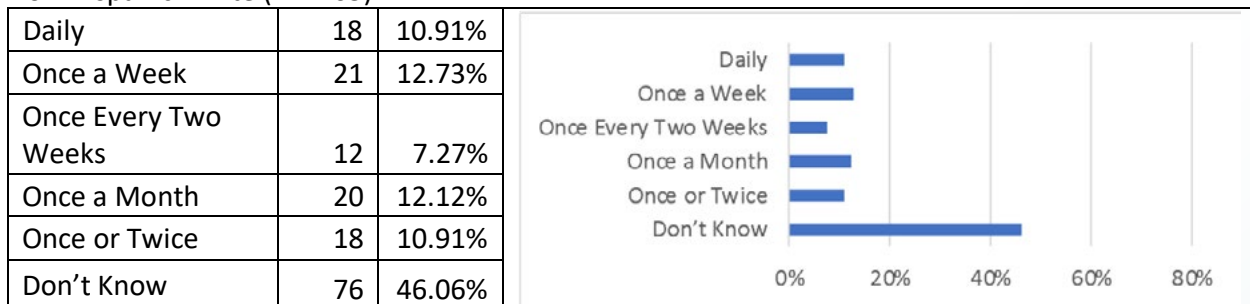 Daily 18 10.91%
Once a Week 21 12.73%
Once Every Two
Weeks 12 7.27%
Once a Month 20 12.12%
Once or Twice 18 10.91%
Don't Know 76 46.06%
Daily
Once a Week
Once Every Two Weeks
Once a Month
Once or Twice
Don't Know
0% 20% 40% 60% 80%